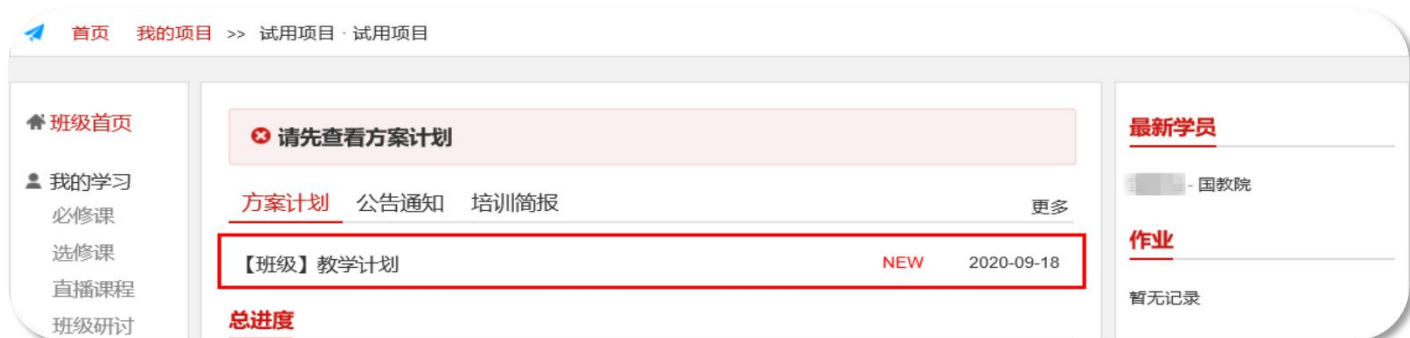 首页 我的项目 >> 试用项目 · 试用项目
班级首页
我的学习
必修课
选修课
直播课程
班级研讨
请先查看方案计划
方案计划 公告通知 培训简报 更多
【班级】教学计划 NEW 2020-09-18
总进度
最新学员
- 国教院
作业
暂无记录